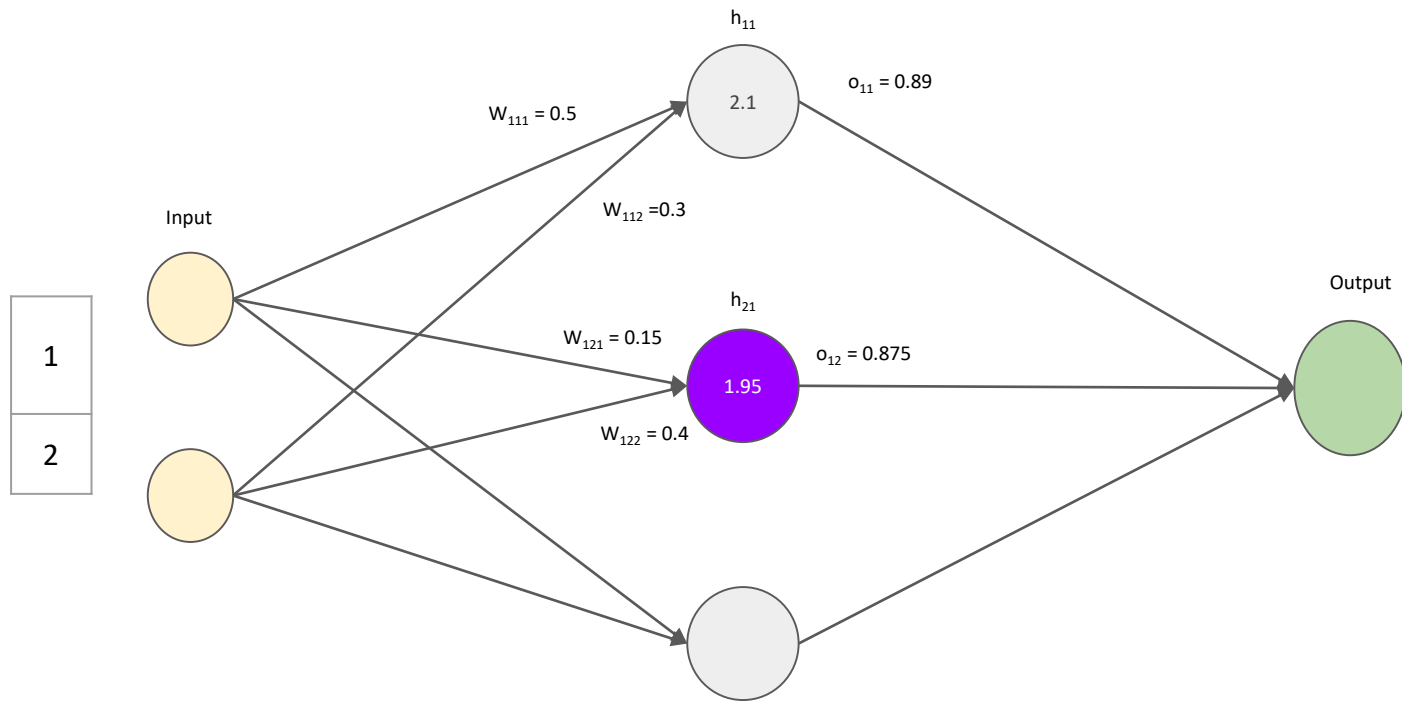 h₁₁
2.1
o₁₁ = 0.89
W₁₁₁ = 0.5
W₁₁₂ =0.3
Input
1
2
h₂₁
W₁₂₁ = 0.15
1.95
o₁₂ = 0.875
W₁₂₂ = 0.4
Output